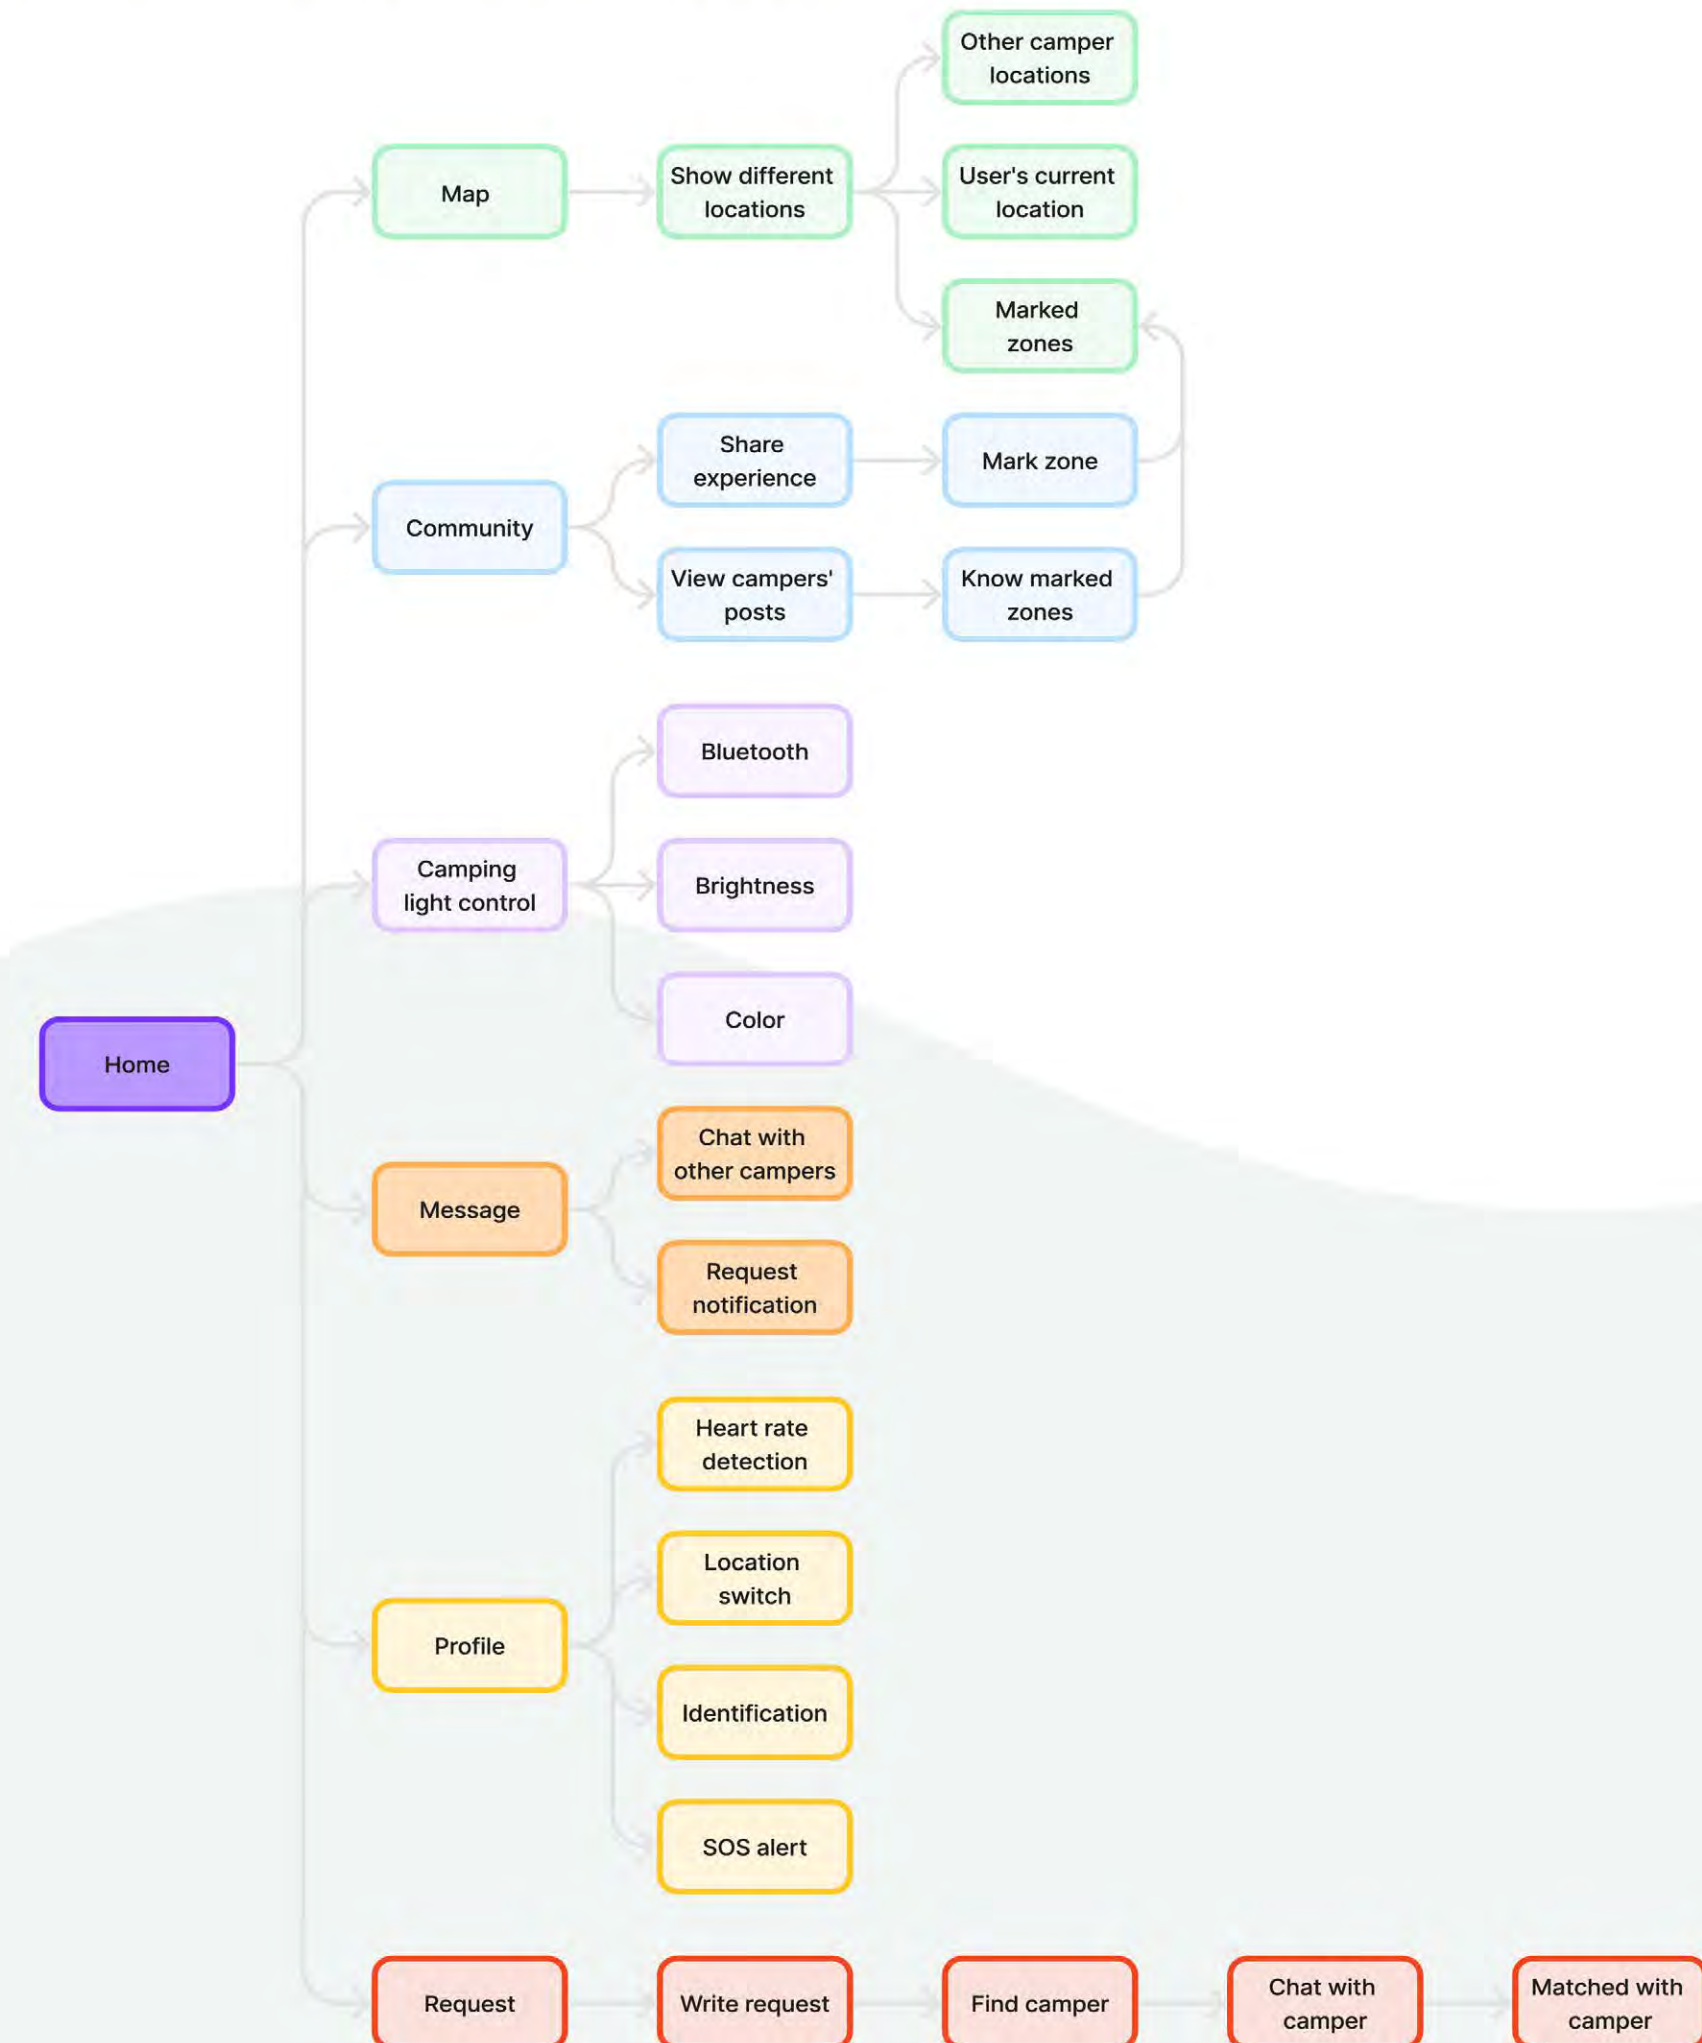 Other camper
locations
Map
Show different
locations
User's current
location
Marked
zones
Share
experience
Mark zone
Community
View campers'
posts
Know marked
zones
Bluetooth
Camping
light control
Brightness
Color
Home
Chat with
other campers
Message
Request
notification
Heart rate
detection
Location
switch
Profile
Identification
SOS alert
Request
Write request
Find camper
Chat with
camper
Matched with
camper